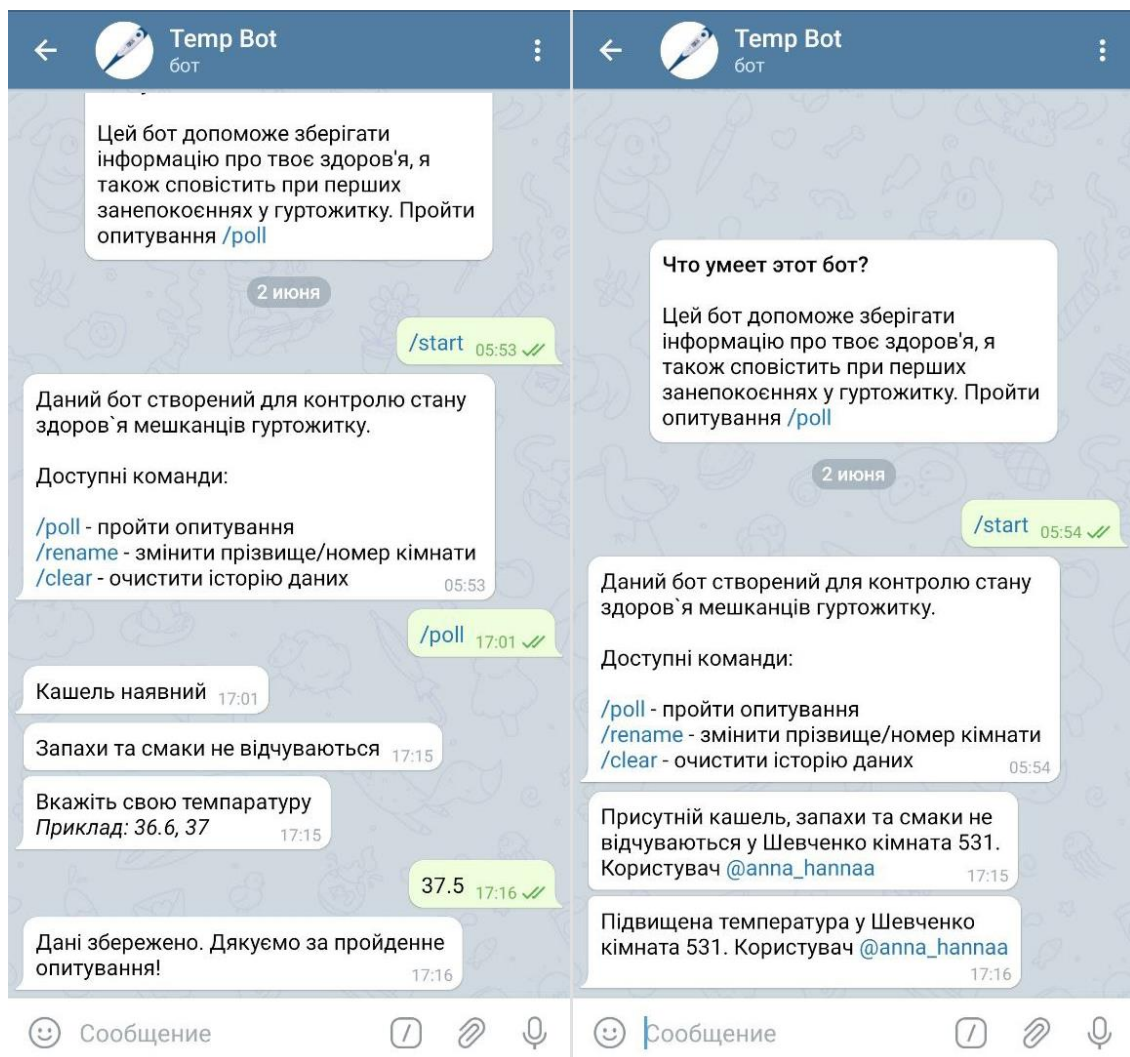 Temp Bot
бот
Цей бот допоможе зберігати
інформацію про твоє здоров'я, я
також сповістить при перших
занепокоєннях у гуртожитку. Пройти
опитування /poll
2 июня
/start 05:53
Даний бот створений для контролю стану
здоров`я мешканців гуртожитку.
Доступні команди:
/poll - пройти опитування
/rename - змінити прізвище/номер кімнати
/clear - очистити історію даних 05:53
/poll 17:01
Кашель наявний 17:01
Запахи та смаки не відчуваються 17:15
Вкажіть свою темпаратуру
Приклад: 36.6, 37 17:15
37.5 17:16
Дані збережено. Дякуємо за пройденне
опитування! 17:16
Сообщение
Temp Bot
бот
Что умеет этот бот?
Цей бот допоможе зберігати
інформацію про твоє здоров'я, я
також сповістить при перших
занепокоєннях у гуртожитку. Пройти
опитування /poll
2 июня
/start 05:54
Даний бот створений для контролю стану
здоров`я мешканців гуртожитку.
Доступні команди:
/poll - пройти опитування
/rename - змінити прізвище/номер кімнати
/clear - очистити історію даних 05:54
Присутній кашель, запахи та смаки не
відчуваються у Шевченко кімната 531.
Користувач @anna_hannaa 17:15
Підвищена температура у Шевченко
кімната 531. Користувач @anna_hannaa
17:16
Сообщение